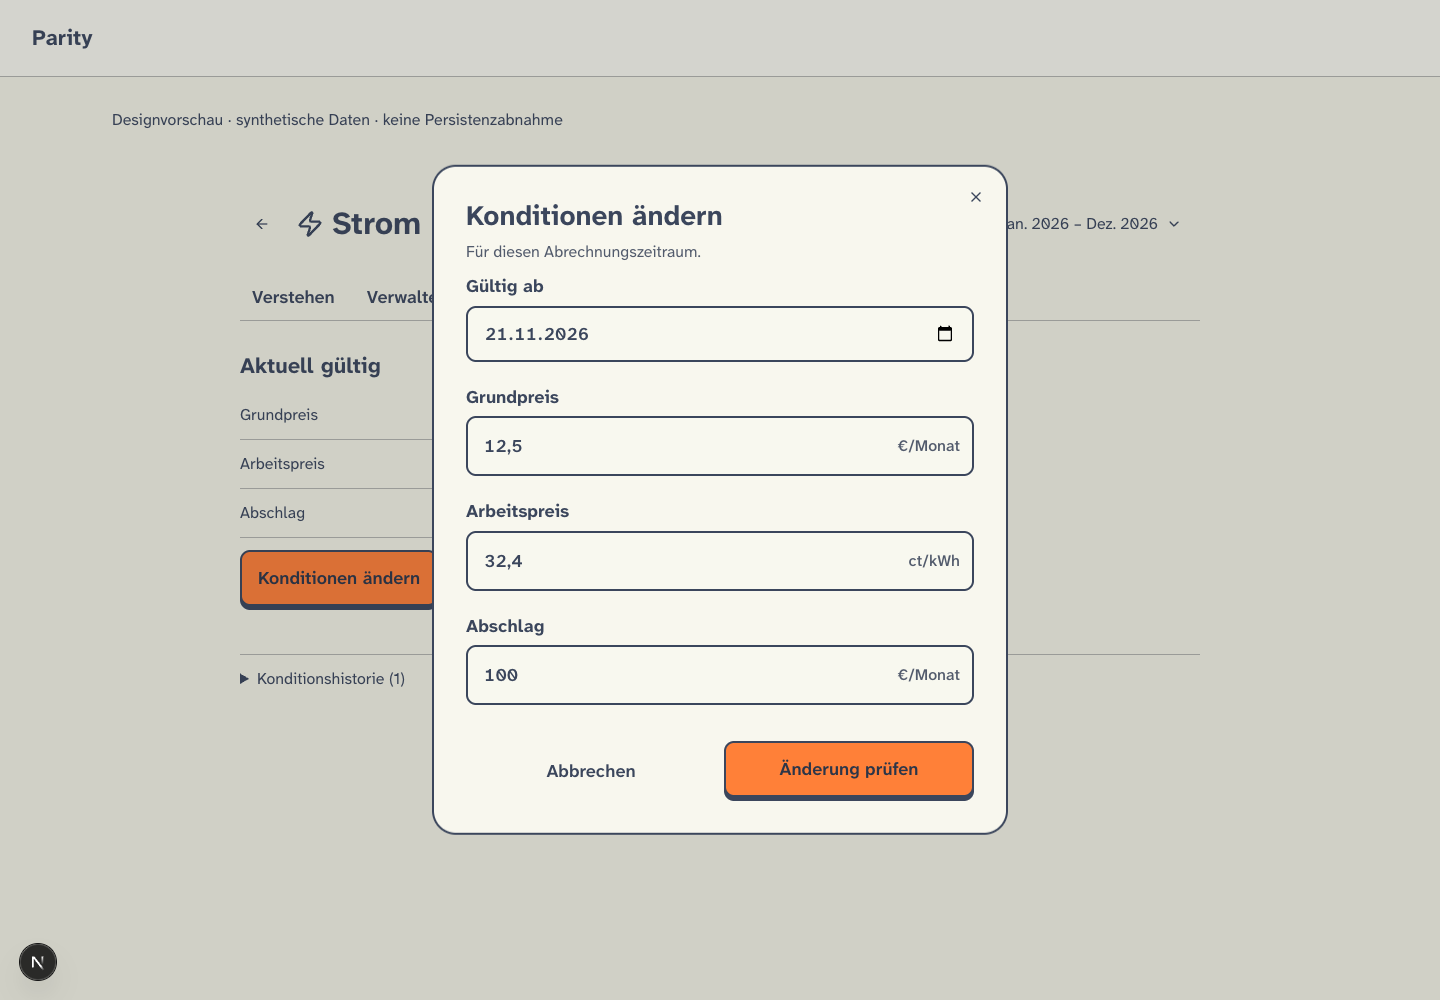 Parity
Designvorschau · synthetische Daten · keine Persistenzabnahme
Strom
an. 2026 – Dez. 2026
Verstehen
Aktuell gültig
Grundpreis
Arbeitspreis
Abschlag
Konditionen ändern
Konditionshistorie (1)
Konditionen ändern
Für diesen Abrechnungszeitraum.
Gültig ab
21.11.2026
Grundpreis
12,5 €/Monat
Arbeitspreis
32,4 ct/kWh
Abschlag
100 €/Monat
Abbrechen
Änderung prüfen
N